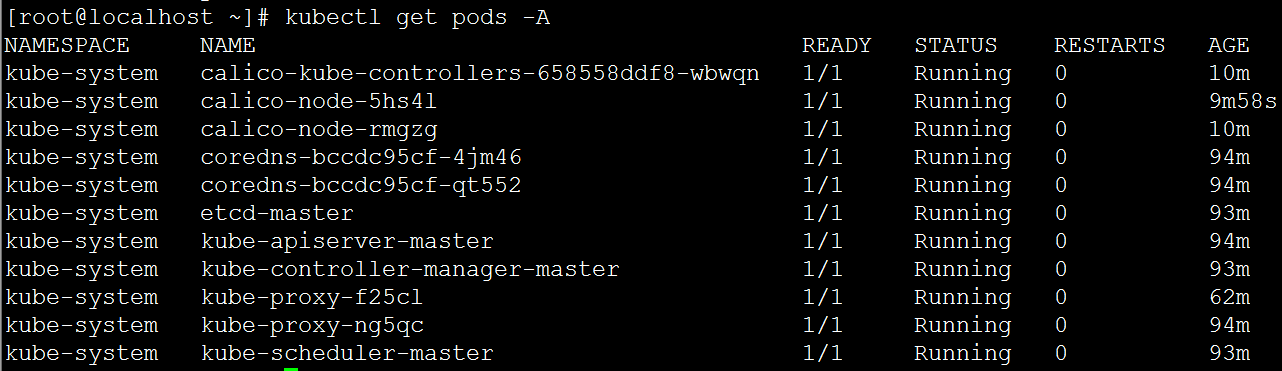 [root@localhost ~]# kubectl get pods -A
NAMESPACE NAME READY STATUS RESTARTS AGE
kube-system calico-kube-controllers-658558ddf8-wbwqn 1/1 Running 0 10m
kube-system calico-node-5hs4l 1/1 Running 0 9m58s
kube-system calico-node-rmgzg 1/1 Running 0 10m
kube-system coredns-bccdc95cf-4jm46 1/1 Running 0 94m
kube-system coredns-bccdc95cf-qt552 1/1 Running 0 94m
kube-system etcd-master 1/1 Running 0 93m
kube-system kube-apiserver-master 1/1 Running 0 94m
kube-system kube-controller-manager-master 1/1 Running 0 93m
kube-system kube-proxy-f25cl 1/1 Running 0 62m
kube-system kube-proxy-ng5qc 1/1 Running 0 94m
kube-system kube-scheduler-master 1/1 Running 0 93m